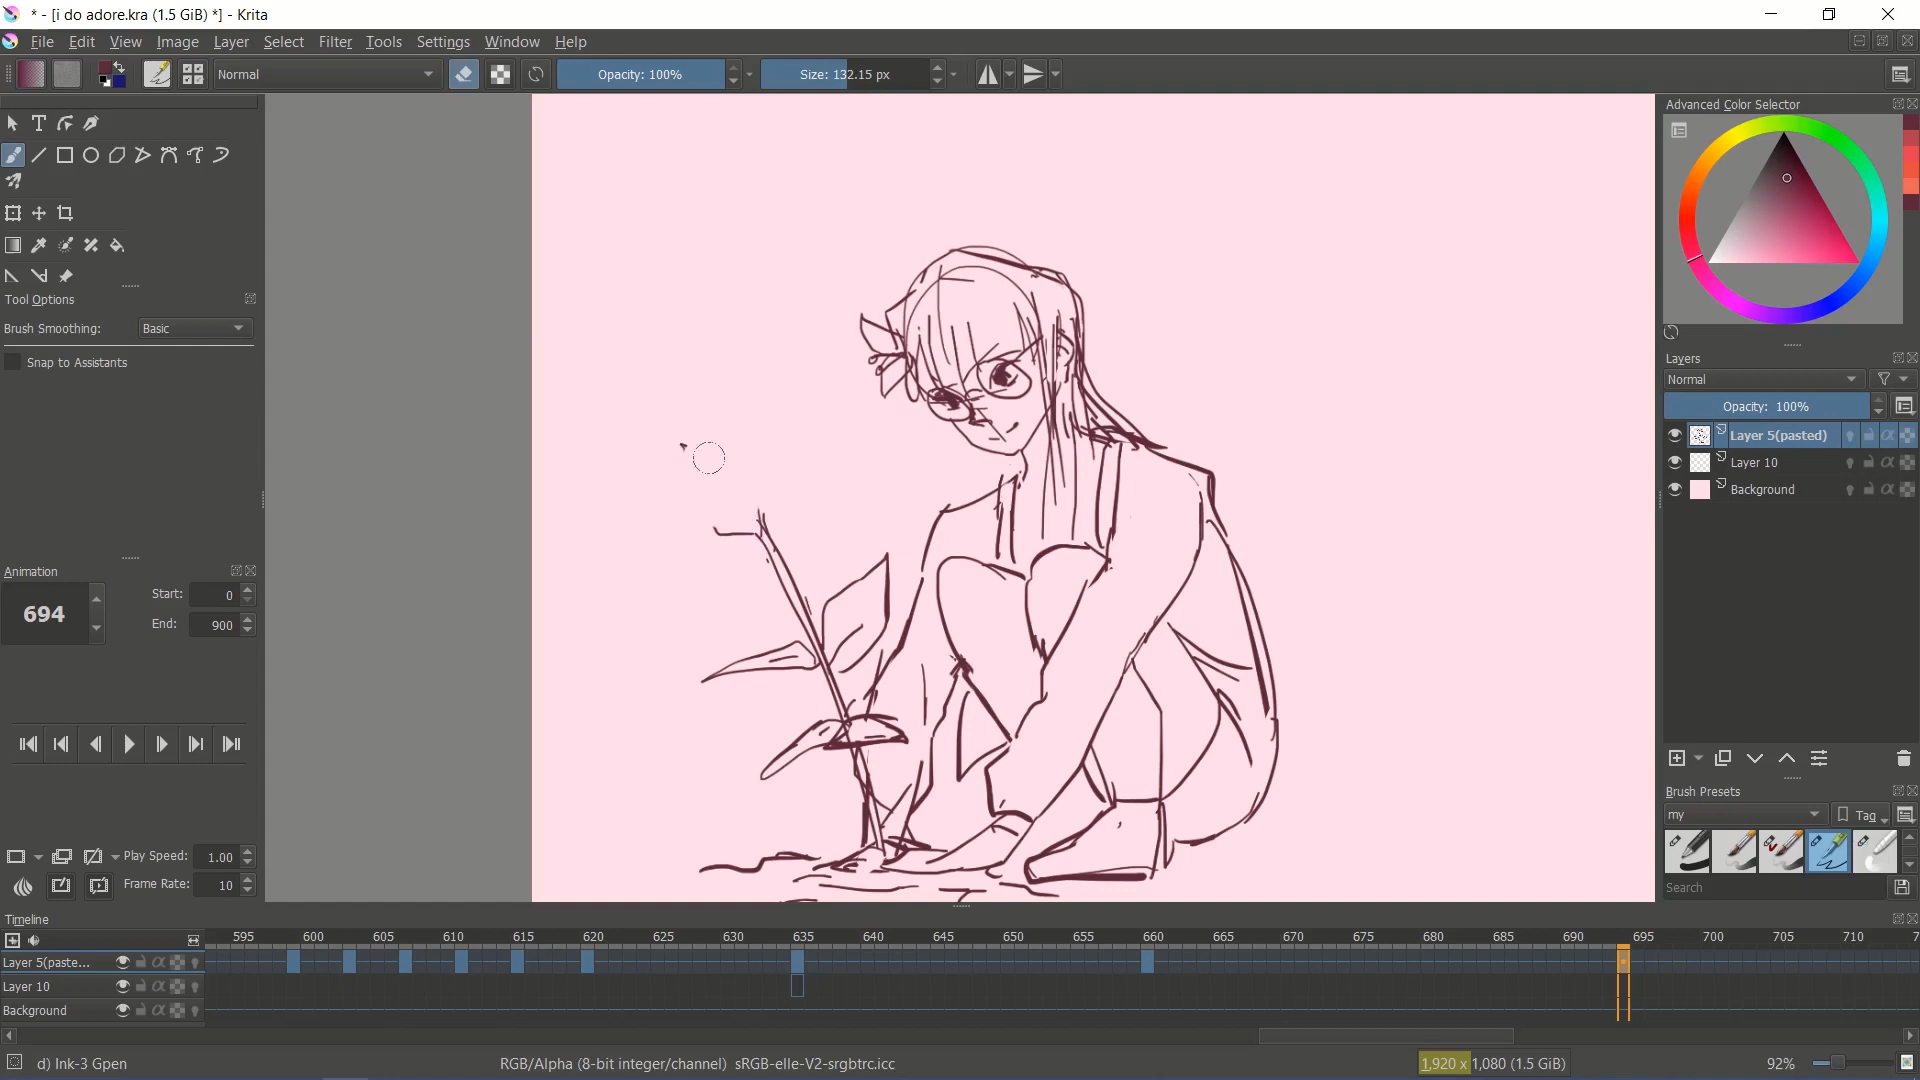 * - [i do adore.kra (1.5 GiB) *] - Krita
File Edit View Image Layer Select Filter Tools Settings Window Help
Normal Opacity: 100% Size: 132.15 px
Advanced Color Selector
Tool Options
Brush Smoothing: Basic
Snap to Assistants
Layers
Normal
Opacity: 100%
Layer 5(pasted)
Layer 10
Background
Animation
694
Start: 0
End: 900
Brush Presets
my Tag
Search
Play Speed: 1.00
Frame Rate: 10
Timeline
595 600 605 610 615 620 625 630 635 640 645 650 655 660 665 670 675 680 685 690 695 700 705 710
Layer 5(paste...
Layer 10
Background
d) Ink-3 Gpen RGB/Alpha (8-bit integer/channel) sRGB-elle-V2-srgbtrc.icc 1,920 x 1,080 (1.5 GiB) 92%